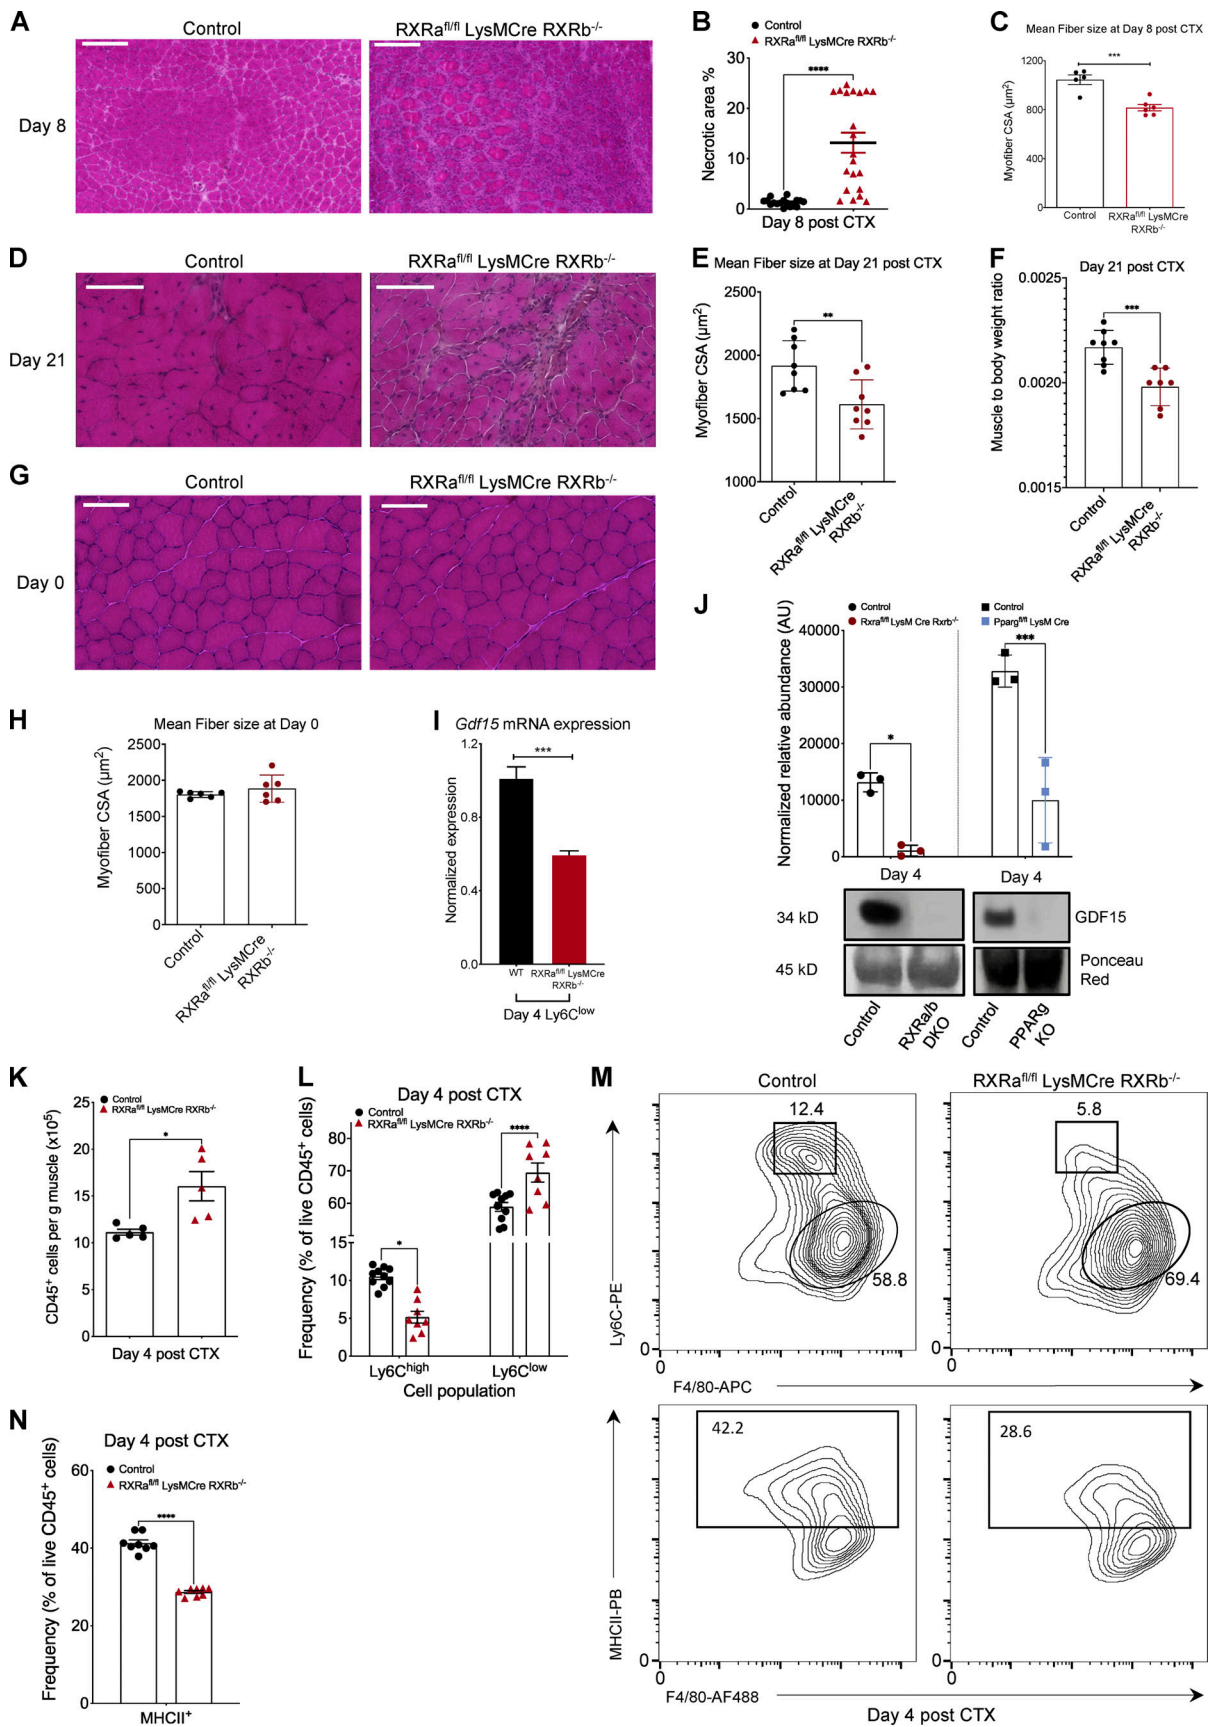 A
Control
RXRa^fl/fl LysMCre RXRb^-/-
Day 8
B
Control
RXRa^fl/fl LysMCre RXRb^-/-
****
Necrotic area %
30
20
10
0
Day 8 post CTX
C
Mean Fiber size at Day 8 post CTX
***
Myofiber CSA (µm²)
1200
800
400
0
Control
RXRa^fl/fl LysMCre
RXRb^-/-
D
Control
RXRa^fl/fl LysMCre RXRb^-/-
Day 21
E
Mean Fiber size at Day 21 post CTX
**
Myofiber CSA (µm²)
2500
2000
1500
1000
Control
RXRa^fl/fl LysMCre
RXRb^-/-
F
Day 21 post CTX
***
Muscle to body weight ratio
0.0025
0.0020
0.0015
Control
RXRa^fl/fl LysMCre
RXRb^-/-
G
Control
RXRa^fl/fl LysMCre RXRb^-/-
Day 0
H
Mean Fiber size at Day 0
Myofiber CSA (µm²)
2500
2000
1500
1000
500
0
Control
RXRa^fl/fl LysMCre
RXRb^-/-
I
Gdf15 mRNA expression
***
Normalized expression
1.2
0.6
0.0
WT
RXRa^fl/fl LysMCre
RXRb^-/-
Day 4 Ly6C^low
J
Control
Rxra^fl/fl LysM Cre Rxrb^-/-
Control
Pparg^fl/fl LysM Cre
Normalized relative abundance (AU)
40000
30000
20000
10000
0
*
***
Day 4
Day 4
34 kD
GDF15
45 kD
Ponceau
Red
Control
RXRa/b
DKO
Control
PPARg
KO
K
Control
RXRa^fl/fl LysMCre RXRb^-/-
*
CD45⁺ cells per g muscle (x10⁵)
25
20
15
10
5
0
Day 4 post CTX
L
Day 4 post CTX
Control
RXRa^fl/fl LysMCre RXRb^-/-
****
*
Frequency (% of live CD45⁺ cells)
80
70
60
15
10
5
0
Ly6C^high
Ly6C^low
Cell population
M
Control
RXRa^fl/fl LysMCre RXRb^-/-
12.4
58.8
5.8
69.4
Ly6C-PE
0
0
0
0
F4/80-APC
42.2
28.6
MHCII-PB
0
0
0
0
F4/80-AF488
Day 4 post CTX
N
Day 4 post CTX
Control
RXRa^fl/fl LysMCre RXRb^-/-
****
Frequency (% of live CD45⁺ cells)
60
40
20
0
MHCII⁺